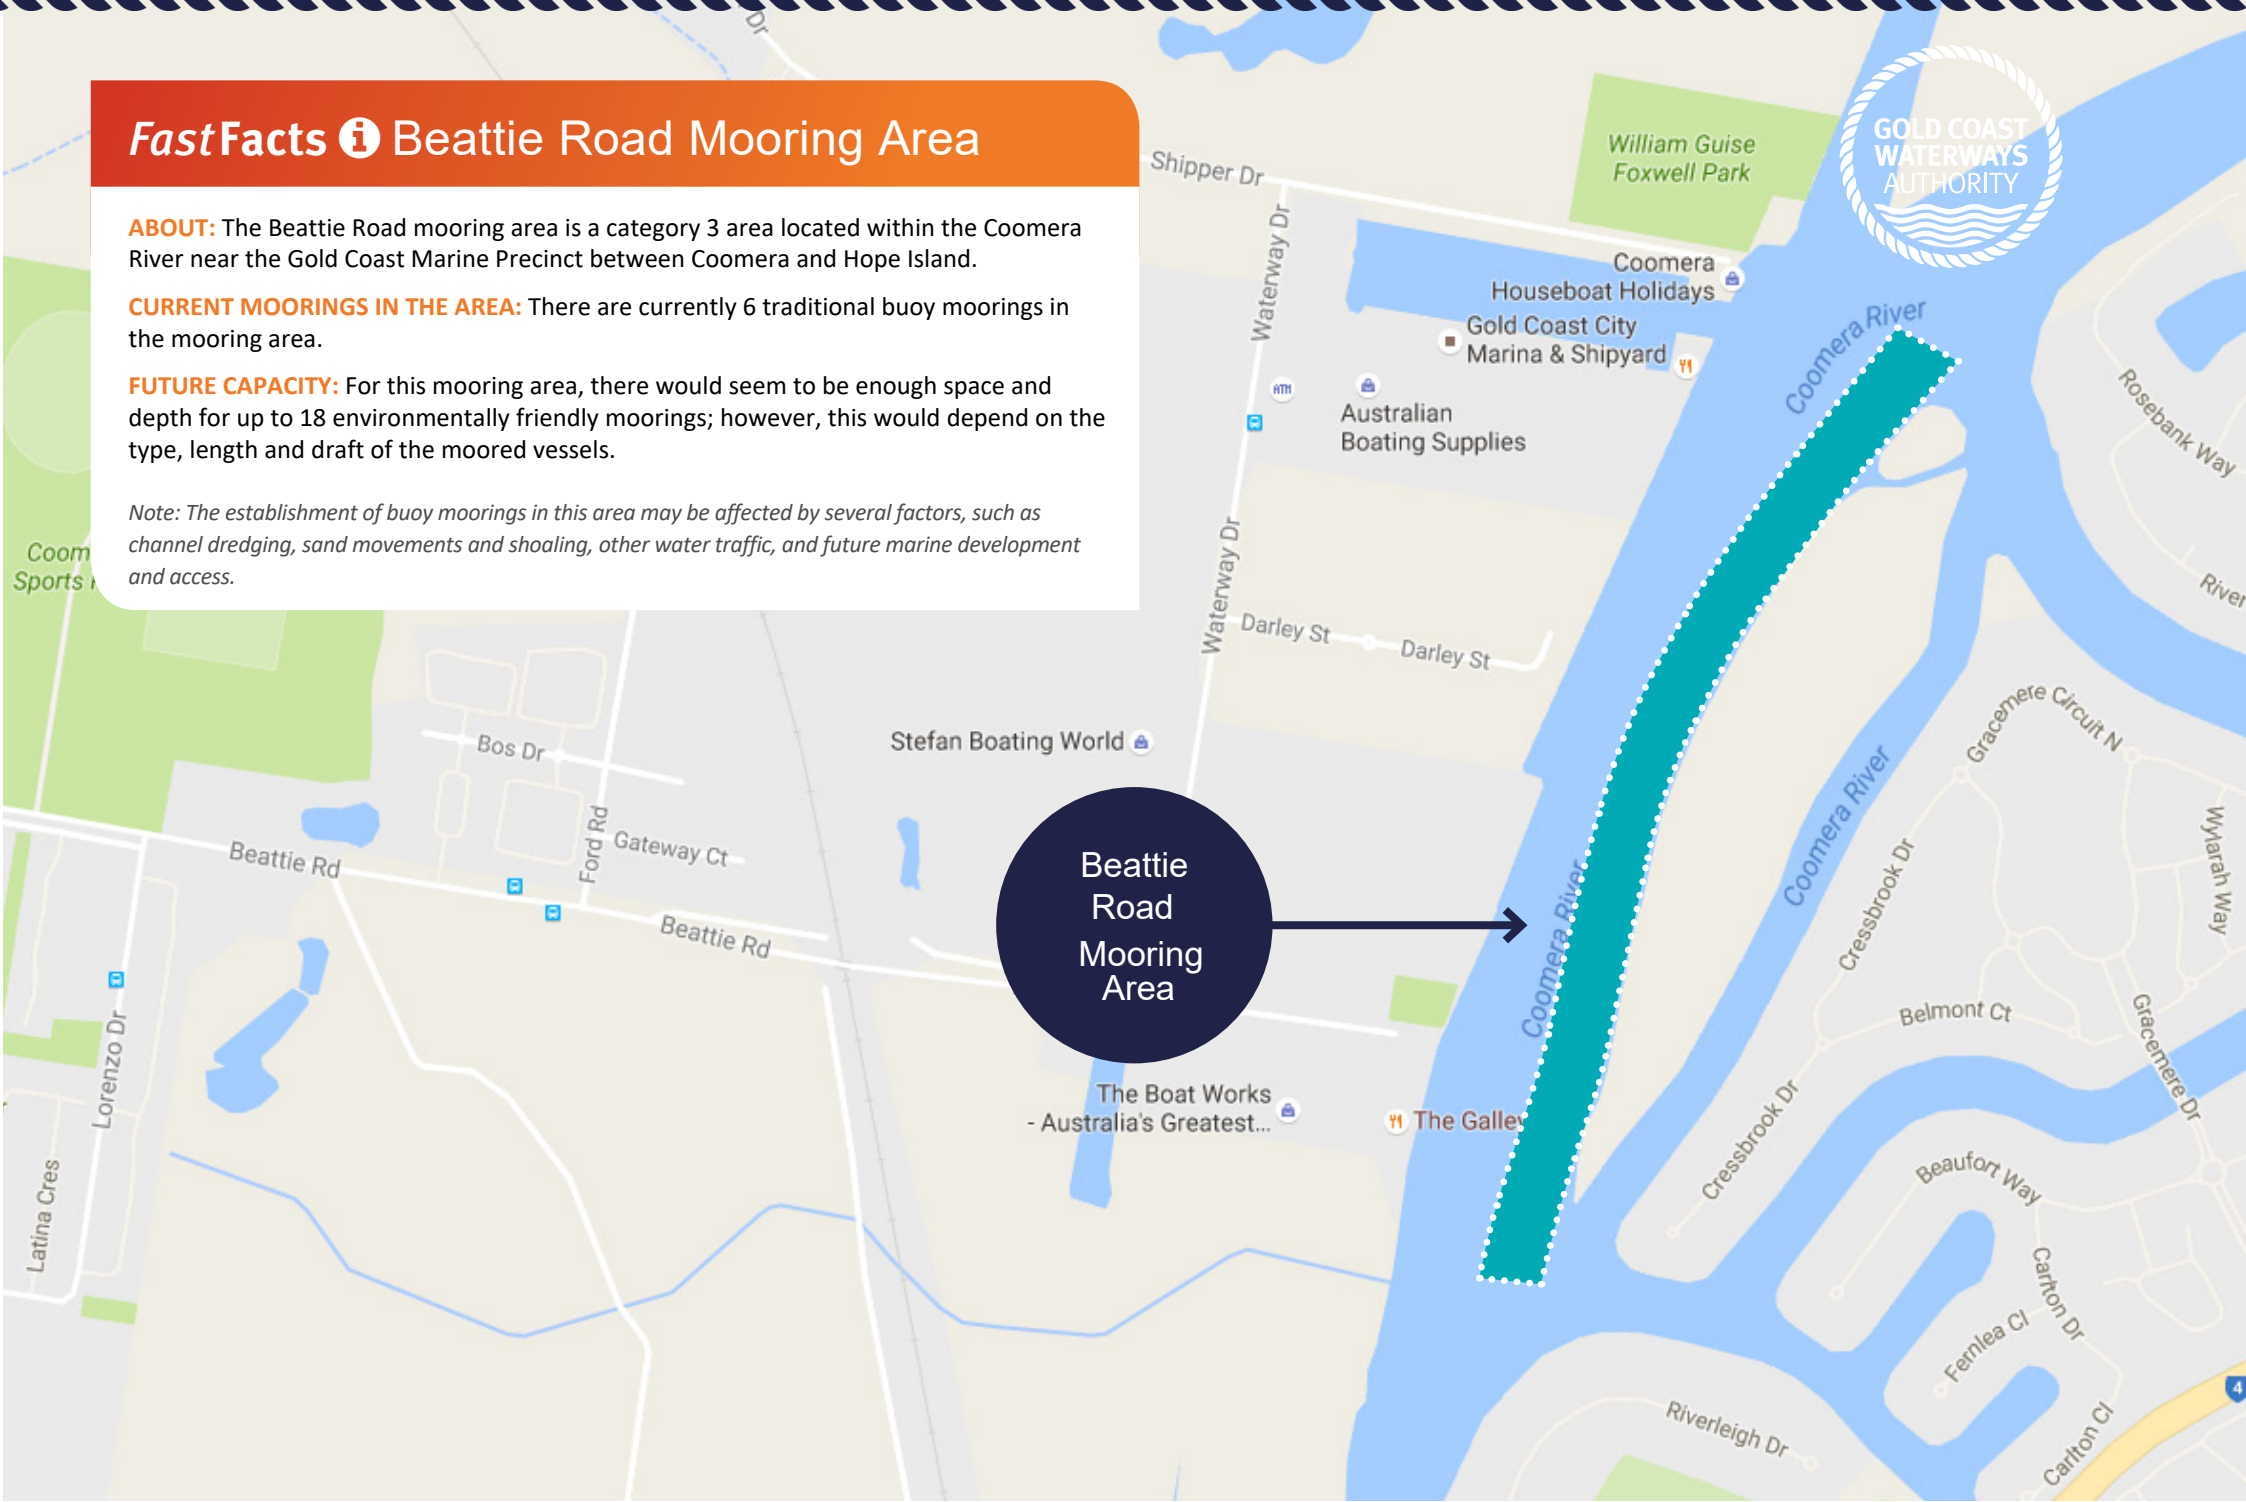 Dr
FastFacts i Beattie Road Mooring Area
ABOUT: The Beattie Road mooring area is a category 3 area located within the Coomera
River near the Gold Coast Marine Precinct between Coomera and Hope Island.
CURRENT MOORINGS IN THE AREA: There are currently 6 traditional buoy moorings in
the mooring area.
FUTURE CAPACITY: For this mooring area, there would seem to be enough space and
depth for up to 18 environmentally friendly moorings; however, this would depend on the
type, length and draft of the moored vessels.
Note: The establishment of buoy moorings in this area may be affected by several factors, such as
channel dredging, sand movements and shoaling, other water traffic, and future marine development
and access.
GOLD COAST
WATERWAYS
AUTHORITY
William Guise
Foxwell Park
Shipper Dr
Waterway Dr
Coomera
Houseboat Holidays
Gold Coast City
Marina & Shipyard
Coomera River
ATM
Australian
Boating Supplies
Rosebank Way
River
Coom
Sports
Waterway Dr
Darley St
Darley St
Gracemere Circuit N
Stefan Boating World
Bos Dr
Ford Rd
Gateway Ct
Beattie Rd
Beattie Rd
Beattie
Road
Mooring
Area
Coomera River
Coomera River
Cressbrook Dr
Wylarah Way
Belmont Ct
Gracemere Dr
Lorenzo Dr
Latina Cres
The Boat Works
- Australia's Greatest...
The Galley
Cressbrook Dr
Beaufort Way
Carlton Dr
Fernlea Cl
4
Riverleigh Dr
Carlton Cl